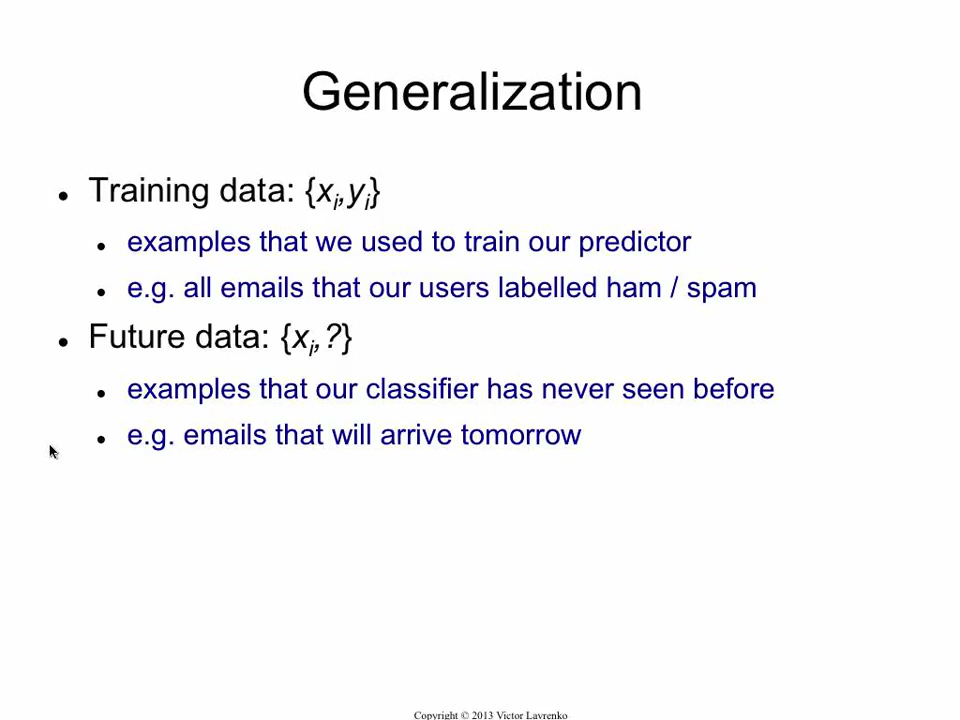 Generalization
● Training data: {xᵢ,yᵢ}
● examples that we used to train our predictor
● e.g. all emails that our users labelled ham / spam
● Future data: {xᵢ,?}
● examples that our classifier has never seen before
● e.g. emails that will arrive tomorrow
Copyright © 2013 Victor Lavrenko